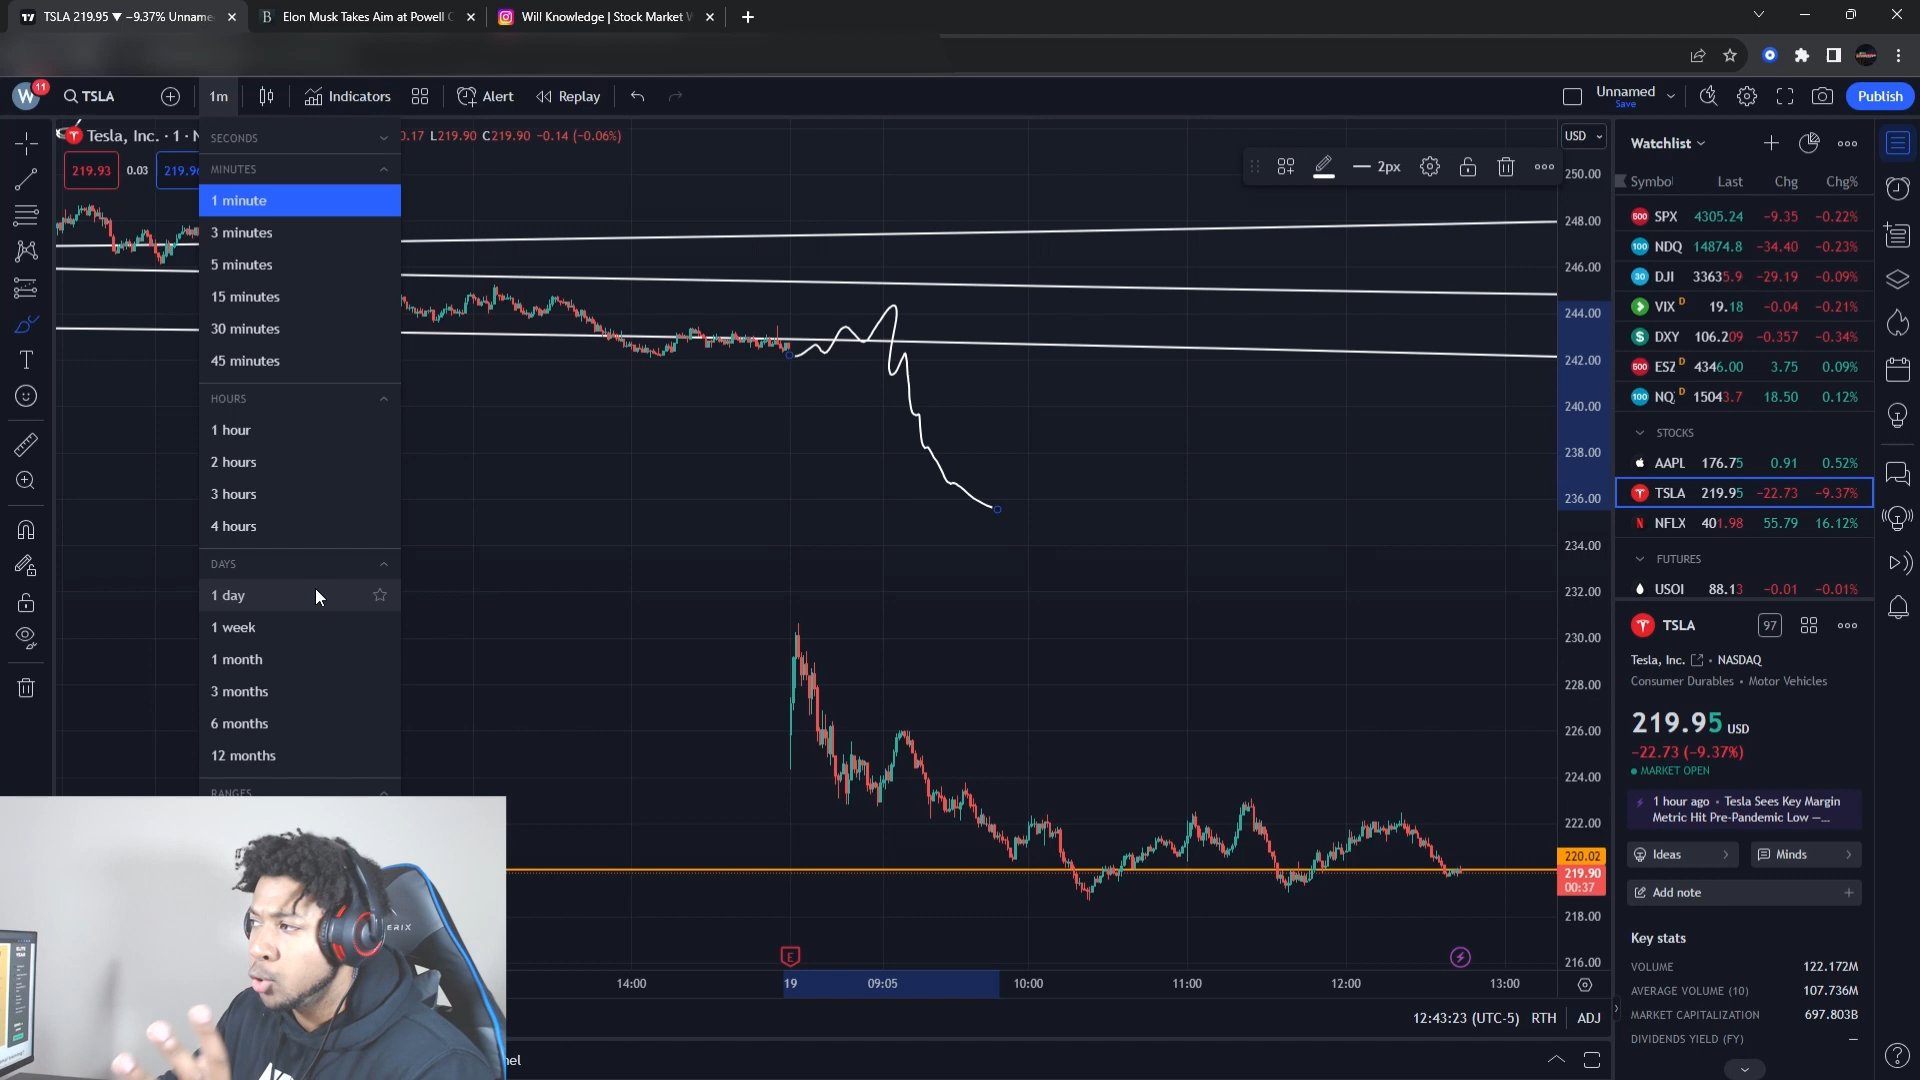 TSLA 219.95 ▼ −9.37% Unname
Elon Musk Takes Aim at Powell
Will Knowledge | Stock Market
W
11
TSLA
1m
Indicators
Alert
Replay
Unnamed
Save
Publish
Tesla, Inc. · 1 · N
0.17 L219.90 C219.90 −0.14 (−0.06%)
219.93
0.03
219.96
SECONDS
MINUTES
1 minute
3 minutes
5 minutes
15 minutes
30 minutes
45 minutes
HOURS
1 hour
2 hours
3 hours
4 hours
DAYS
1 day
1 week
1 month
3 months
6 months
12 months
RANGES
2px
USD
250.00
248.00
246.00
244.00
242.00
240.00
238.00
236.00
234.00
232.00
230.00
228.00
226.00
224.00
222.00
220.02
219.90
00:37
218.00
216.00
E
14:00
19
09:05
10:00
11:00
12:00
13:00
12:43:23 (UTC-5)
RTH
ADJ
nel
ERIX
Watchlist
Symbol Last Chg Chg%
500 SPX 4305.24 −9.35 −0.22%
100 NDQ 14874.8 −34.40 −0.23%
30 DJI 33635.9 −29.19 −0.09%
VIX D 19.18 −0.04 −0.21%
$ DXY 106.209 −0.357 −0.34%
500 ESZ D 4346.00 3.75 0.09%
100 NQ D 15043.7 18.50 0.12%
STOCKS
AAPL 176.75 0.91 0.52%
TSLA 219.95 −22.73 −9.37%
NFLX 401.98 55.79 16.12%
FUTURES
USOI 88.13 −0.01 −0.01%
TSLA
97
Tesla, Inc. • NASDAQ
Consumer Durables • Motor Vehicles
219.95 USD
−22.73 (−9.37%)
MARKET OPEN
1 hour ago • Tesla Sees Key Margin
Metric Hit Pre-Pandemic Low —...
Ideas
Minds
Add note
Key stats
VOLUME 122.172M
AVERAGE VOLUME (10) 107.736M
MARKET CAPITALIZATION 697.803B
DIVIDENDS YIELD (FY) —